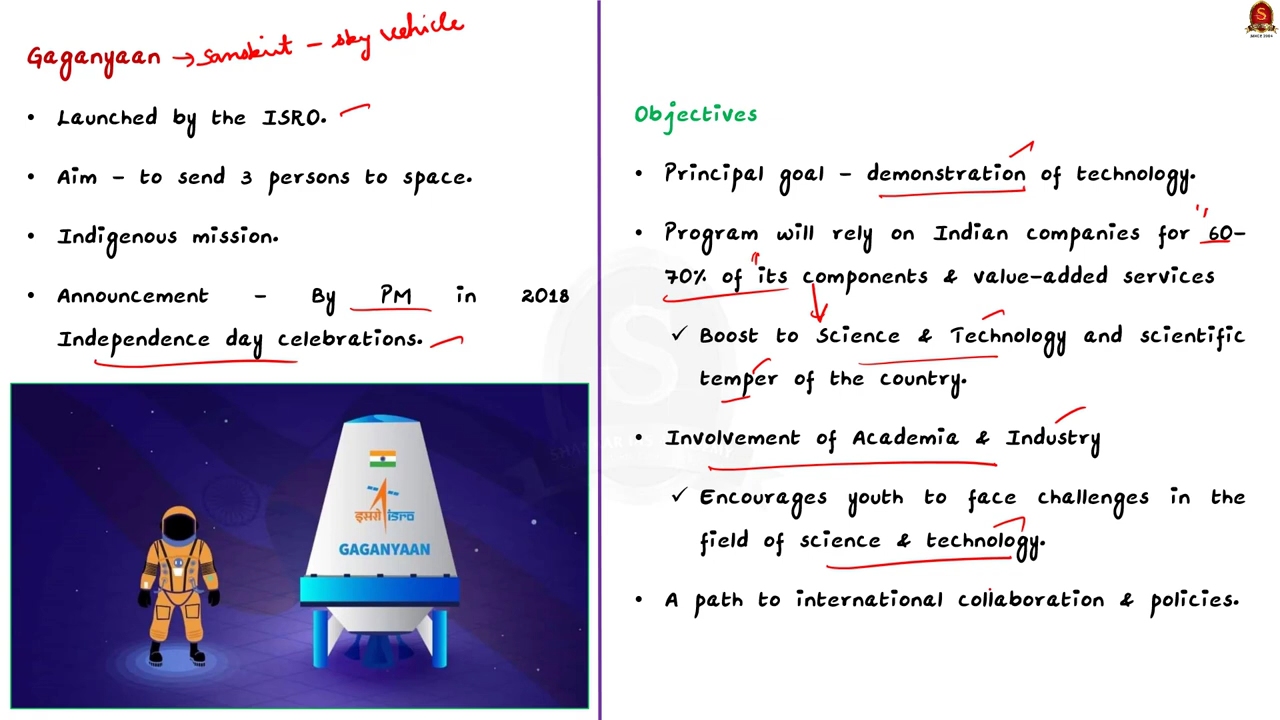 Gaganyaan → Sanskrit – sky vehicle
• Launched by the ISRO.
• Aim – to send 3 persons to space.
• Indigenous mission.
• Announcement – By PM in 2018
Independence day celebrations.
इसरो isro
GAGANYAAN
S
SINCE 2004
Objectives
• Principal goal – demonstration of technology.
• Program will rely on Indian companies for 60-
70% of its components & value-added services
✓ Boost to Science & Technology and scientific
temper of the country.
• Involvement of Academia & Industry
✓ Encourages youth to face challenges in the
field of science & technology.
• A path to international collaboration & policies.